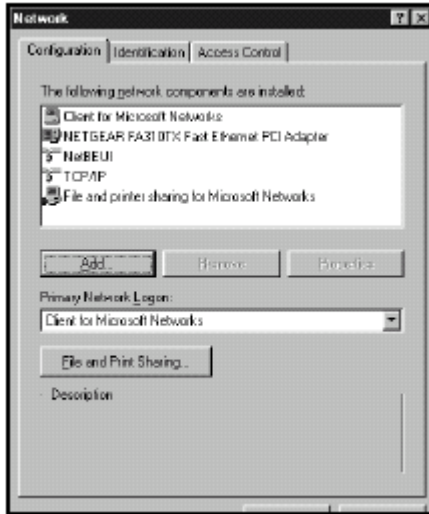 Network
Configuration Identification Access Control
The following network components are installed:
Client for Microsoft Networks
NETGEAR FA310TX Fast Ethernet PCI Adapter
NetBEUI
TCP/IP
File and printer sharing for Microsoft Networks
Add... Remove Properties
Primary Network Logon:
Client for Microsoft Networks
File and Print Sharing...
Description